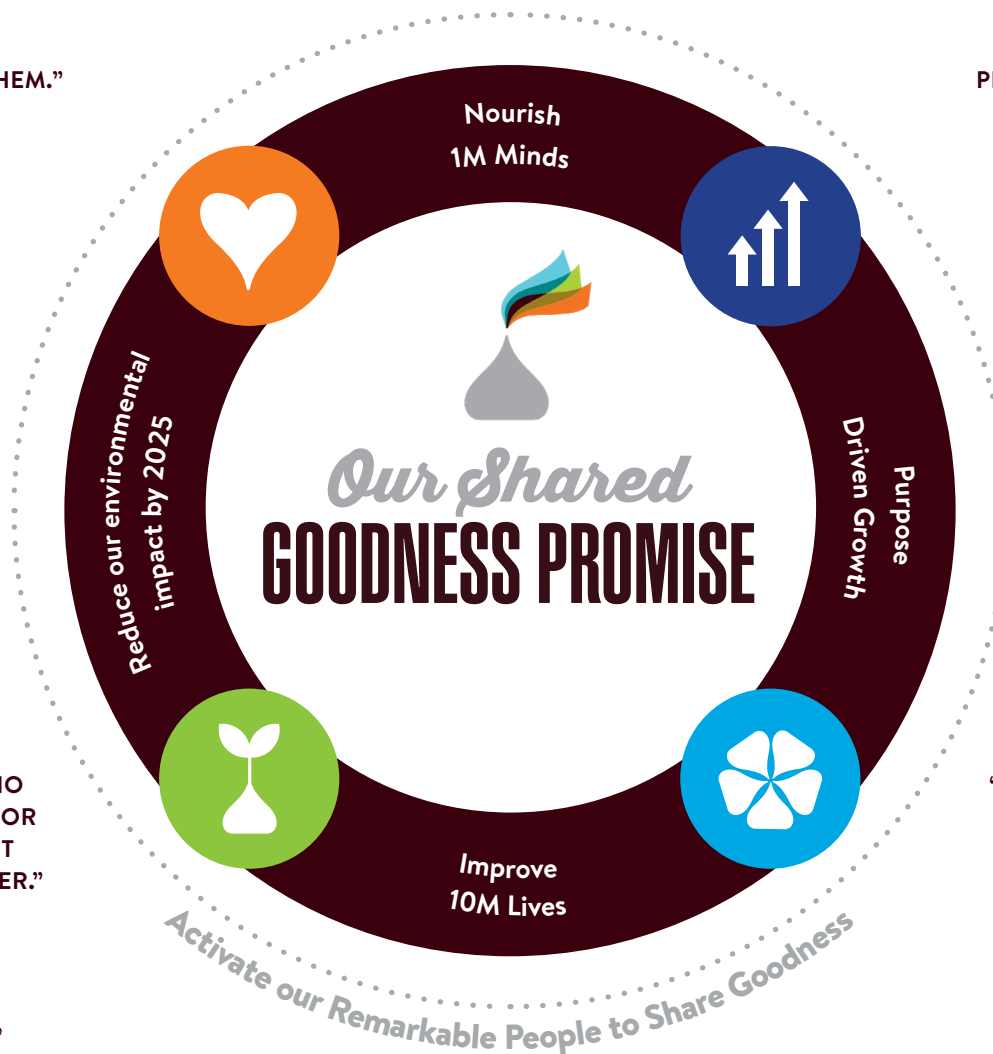 HEM.”
Nourish
1M Minds
Purpose
Driven Growth
Our Shared
GOODNESS PROMISE
Reduce our environmental
impact by 2025
OR
T
ER.”
Improve
10M Lives
Activate our Remarkable People to Share Goodness